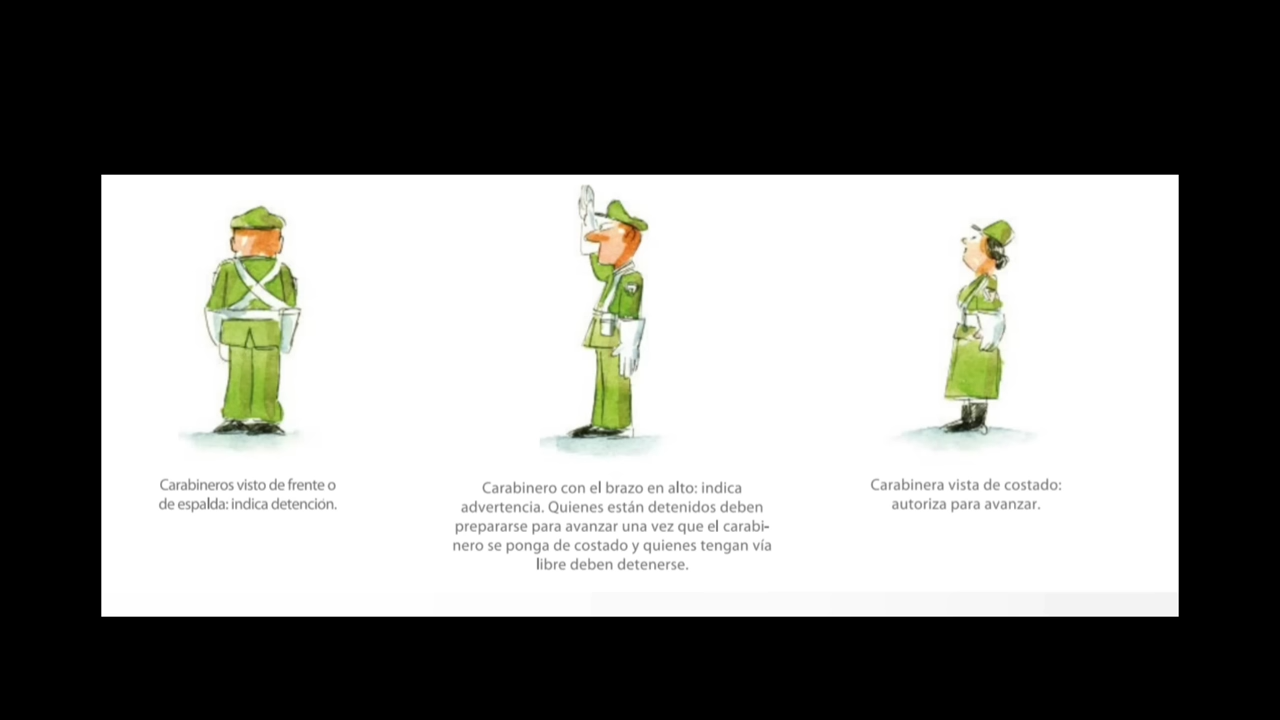 Carabineros visto de frente o
de espalda: indica detención.
Carabinero con el brazo en alto: indica
advertencia. Quienes están detenidos deben
prepararse para avanzar una vez que el carabi-
nero se ponga de costado y quienes tengan vía
libre deben detenerse.
Carabinera vista de costado:
autoriza para avanzar.